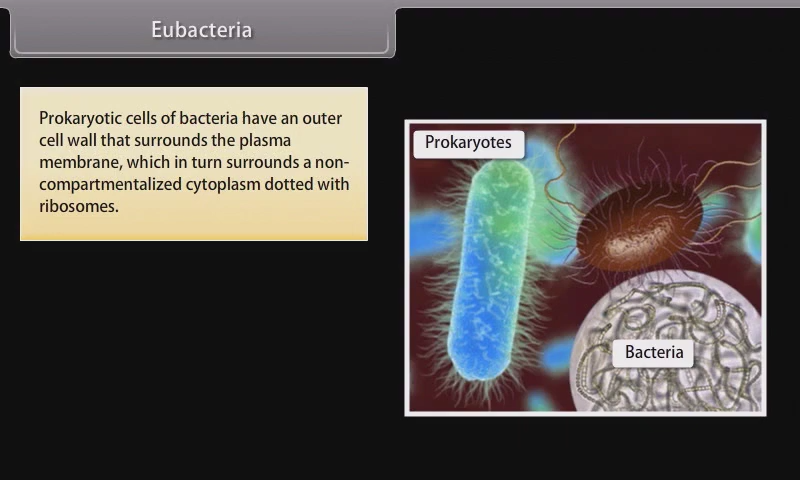 Eubacteria
Prokaryotic cells of bacteria have an outer
cell wall that surrounds the plasma
membrane, which in turn surrounds a non-
compartmentalized cytoplasm dotted with
ribosomes.
Prokaryotes
Bacteria